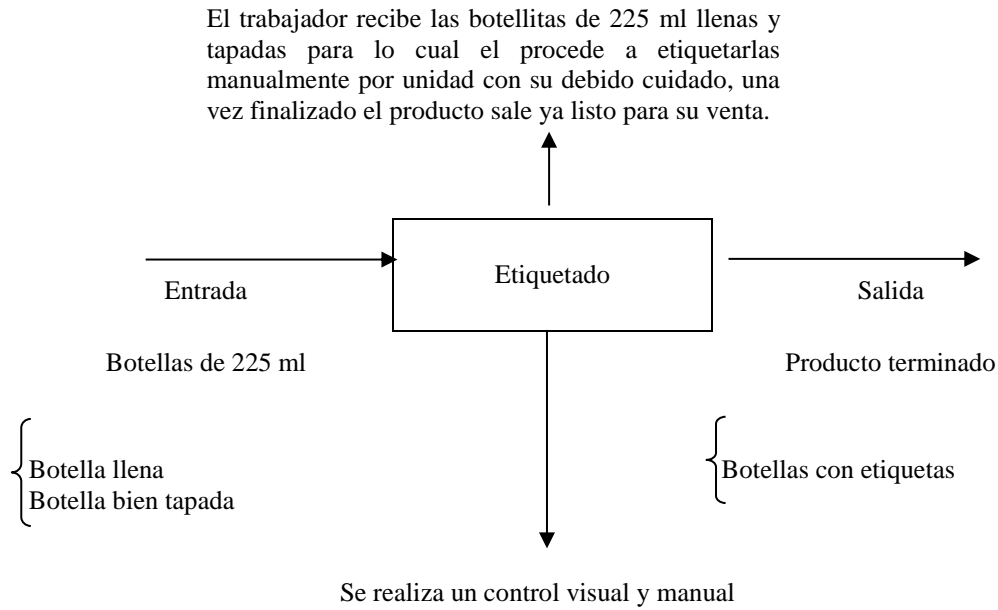 El trabajador recibe las botellitas de 225 ml llenas y
tapadas para lo cual el procede a etiquetarlas
manualmente por unidad con su debido cuidado, una
vez finalizado el producto sale ya listo para su venta.
Etiquetado
Entrada
Salida
Botellas de 225 ml
Producto terminado
Botella llena
Botella bien tapada
Botellas con etiquetas
Se realiza un control visual y manual